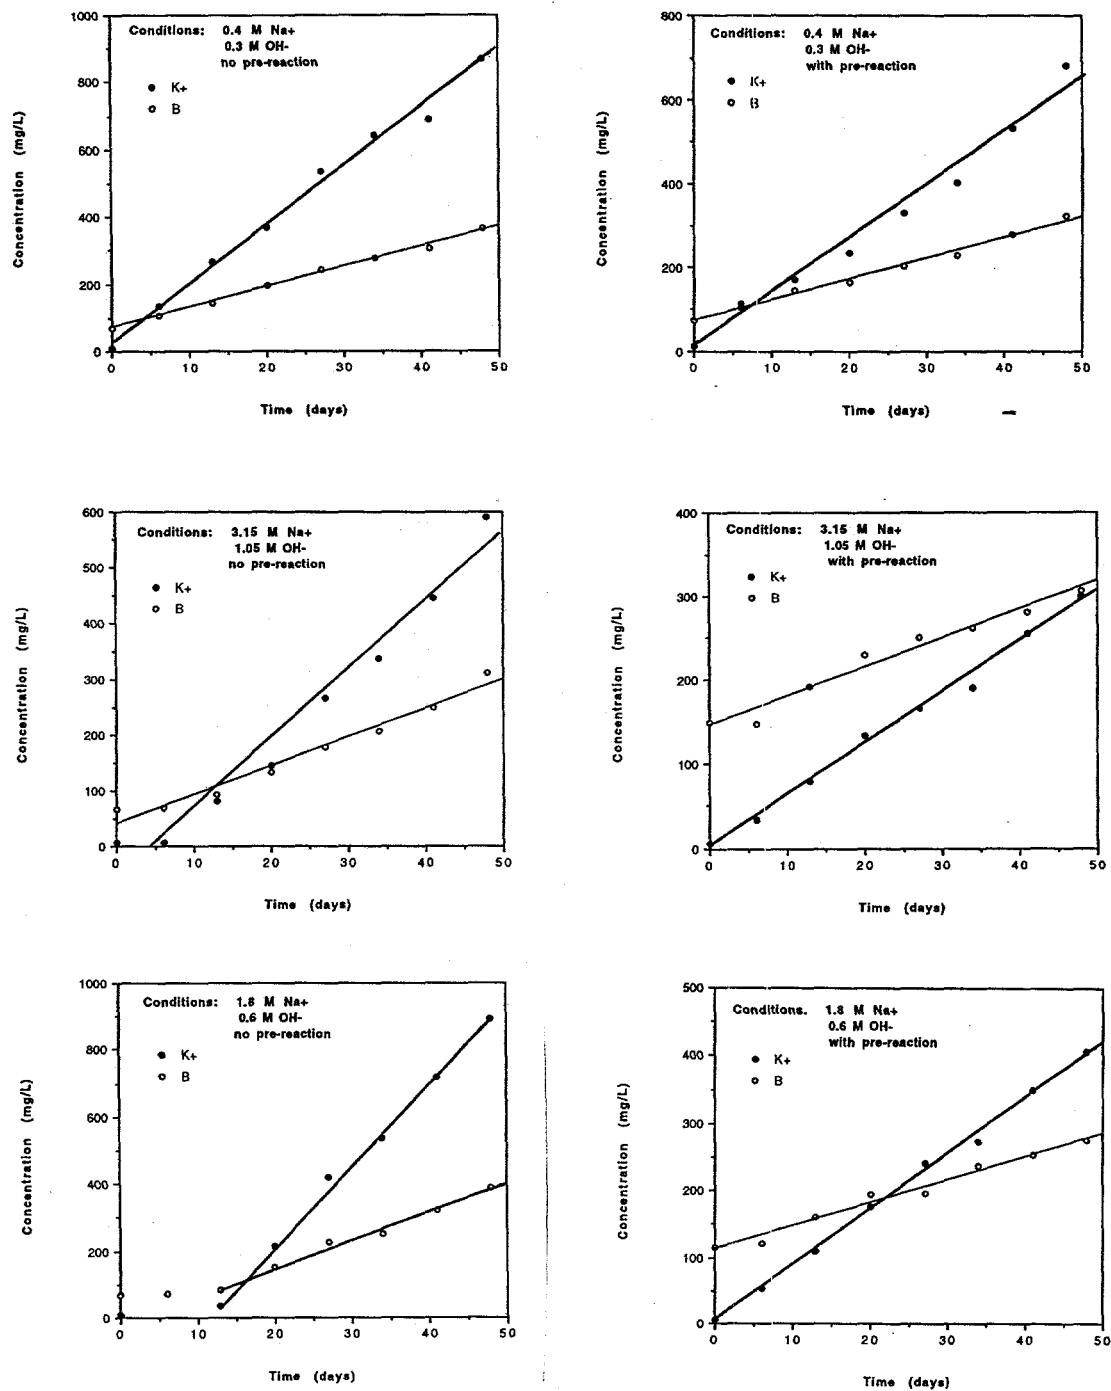 Conditions: 0.4 M Na+
0.3 M OH-
no pre-reaction
K+
B
1000
800
600
400
200
0
0 10 20 30 40 50
Concentration (mg/L)
Time (days)
Conditions: 0.4 M Na+
0.3 M OH-
with pre-reaction
K+
B
800
600
400
200
0
0 10 20 30 40 50
Concentration (mg/L)
Time (days)
Conditions: 3.15 M Na+
1.05 M OH-
no pre-reaction
K+
B
600
500
400
300
200
100
0
0 10 20 30 40 50
Concentration (mg/L)
Time (days)
Conditions: 3.15 M Na+
1.05 M OH-
with pre-reaction
K+
B
400
300
200
100
0
0 10 20 30 40 50
Concentration (mg/L)
Time (days)
Conditions: 1.8 M Na+
0.6 M OH-
no pre-reaction
K+
B
1000
800
600
400
200
0
0 10 20 30 40 50
Concentration (mg/L)
Time (days)
Conditions. 1.8 M Na+
0.6 M OH-
with pre-reaction
K+
B
500
400
300
200
100
0
0 10 20 30 40 50
Concentration (mg/L)
Time (days)